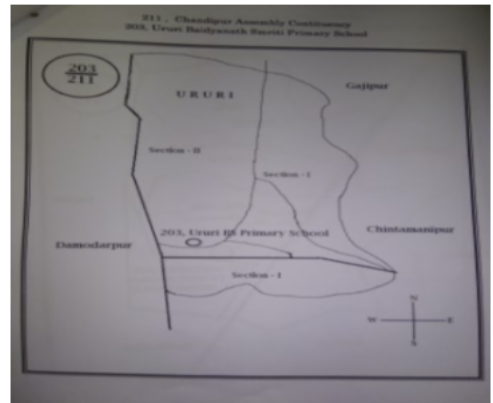 211, Chandipur Assembly Contituency
203, Ururi Baidyanath Smriti Primary School
203
211
URURI
Gajipur
Section - II
Section - I
203, Ururi BS Primary School
Chintamanipur
Damodarpur
Section - I
N
W E
S